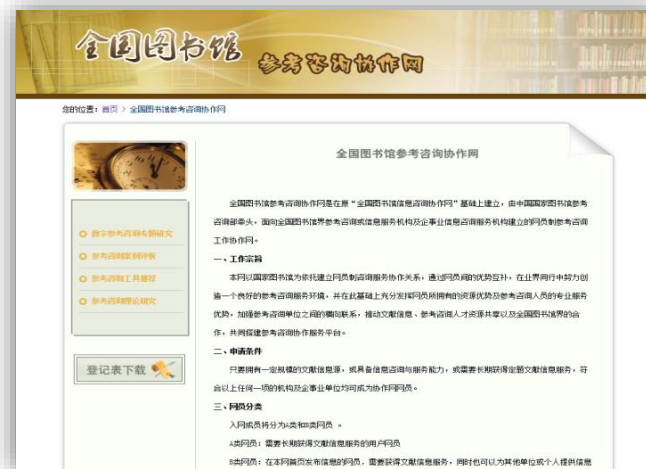 全国图书馆
参考咨询协作网
您的位置：首页 > 全国图书馆参考咨询协作网
全国图书馆参考咨询协作网
全国图书馆参考咨询协作网是在原“全国图书馆信息咨询协作网”基础上建立，由中国国家图书馆参考
咨询部牵头，面向全国图书馆界参考咨询或信息服务机构及企事业信息咨询服务机构建立的网员制参考咨询
工作协作网。
一、工作宗旨
本网以国家图书馆为依托建立网员制咨询服务协作关系，通过网员间的优势互补，在业界同行中努力创
造一个良好的参考咨询服务环境，并在此基础上充分发挥网员所拥有的资源优势及参考咨询人员的专业服务
优势，加强参考咨询单位之间的横向联系，推动文献信息、参考咨询人才资源共享以及全国图书馆界的合
作，共同搭建参考咨询协作服务平台。
二、申请条件
只要拥有一定规模的文献信息源，或具备信息咨询与服务能力，或需要长期获得定题文献信息服务，符
合以上任何一项的机构及企事业单位均可成为协作网网员。
三、网员分类
入网成员将分为A类和B类网员 。
A类网员：需要长期获得文献信息服务的用户网员
B类网员：在本网首页发布信息的网员，需要获得文献信息服务，同时也可以为其他单位或个人提供信息
数字参考咨询专题研究
参考咨询案例评析
参考咨询工具推荐
参考咨询理论研究
登记表下载